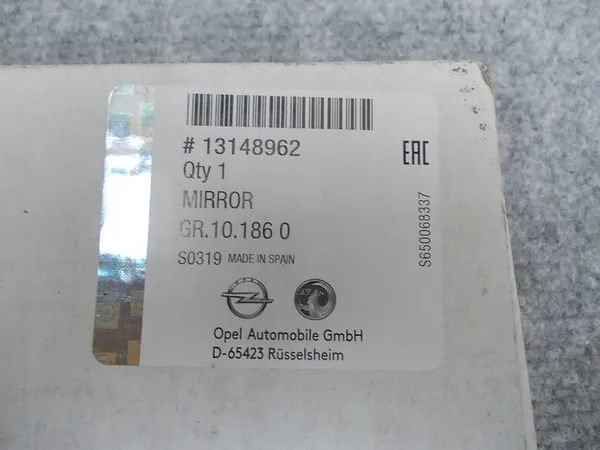 # 13148962
Qty 1
MIRROR
GR.10.186 0
S0319 MADE IN SPAIN
Opel Automobile GmbH
D-65423 Rüsselsheim
EAC
S650068337